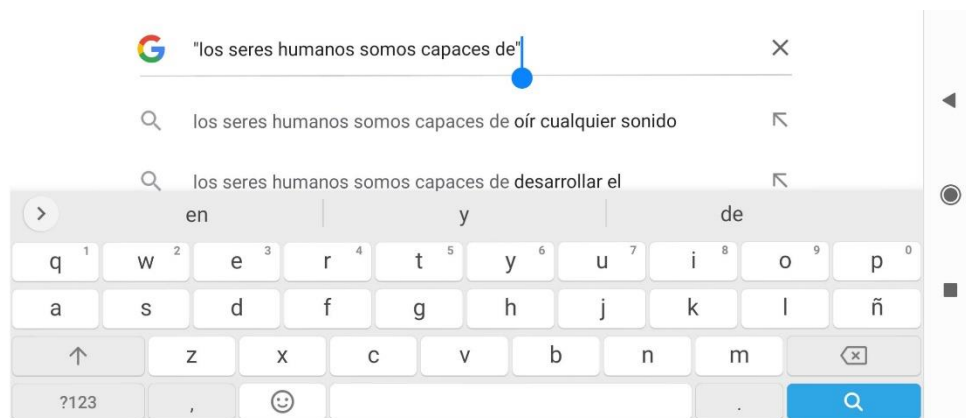 "los seres humanos somos capaces de"
los seres humanos somos capaces de oír cualquier sonido
los seres humanos somos capaces de desarrollar el
en y de
q 1 w 2 e 3 r 4 t 5 y 6 u 7 i 8 o 9 p 0
a s d f g h j k l ñ
z x c v b n m
?123 , .